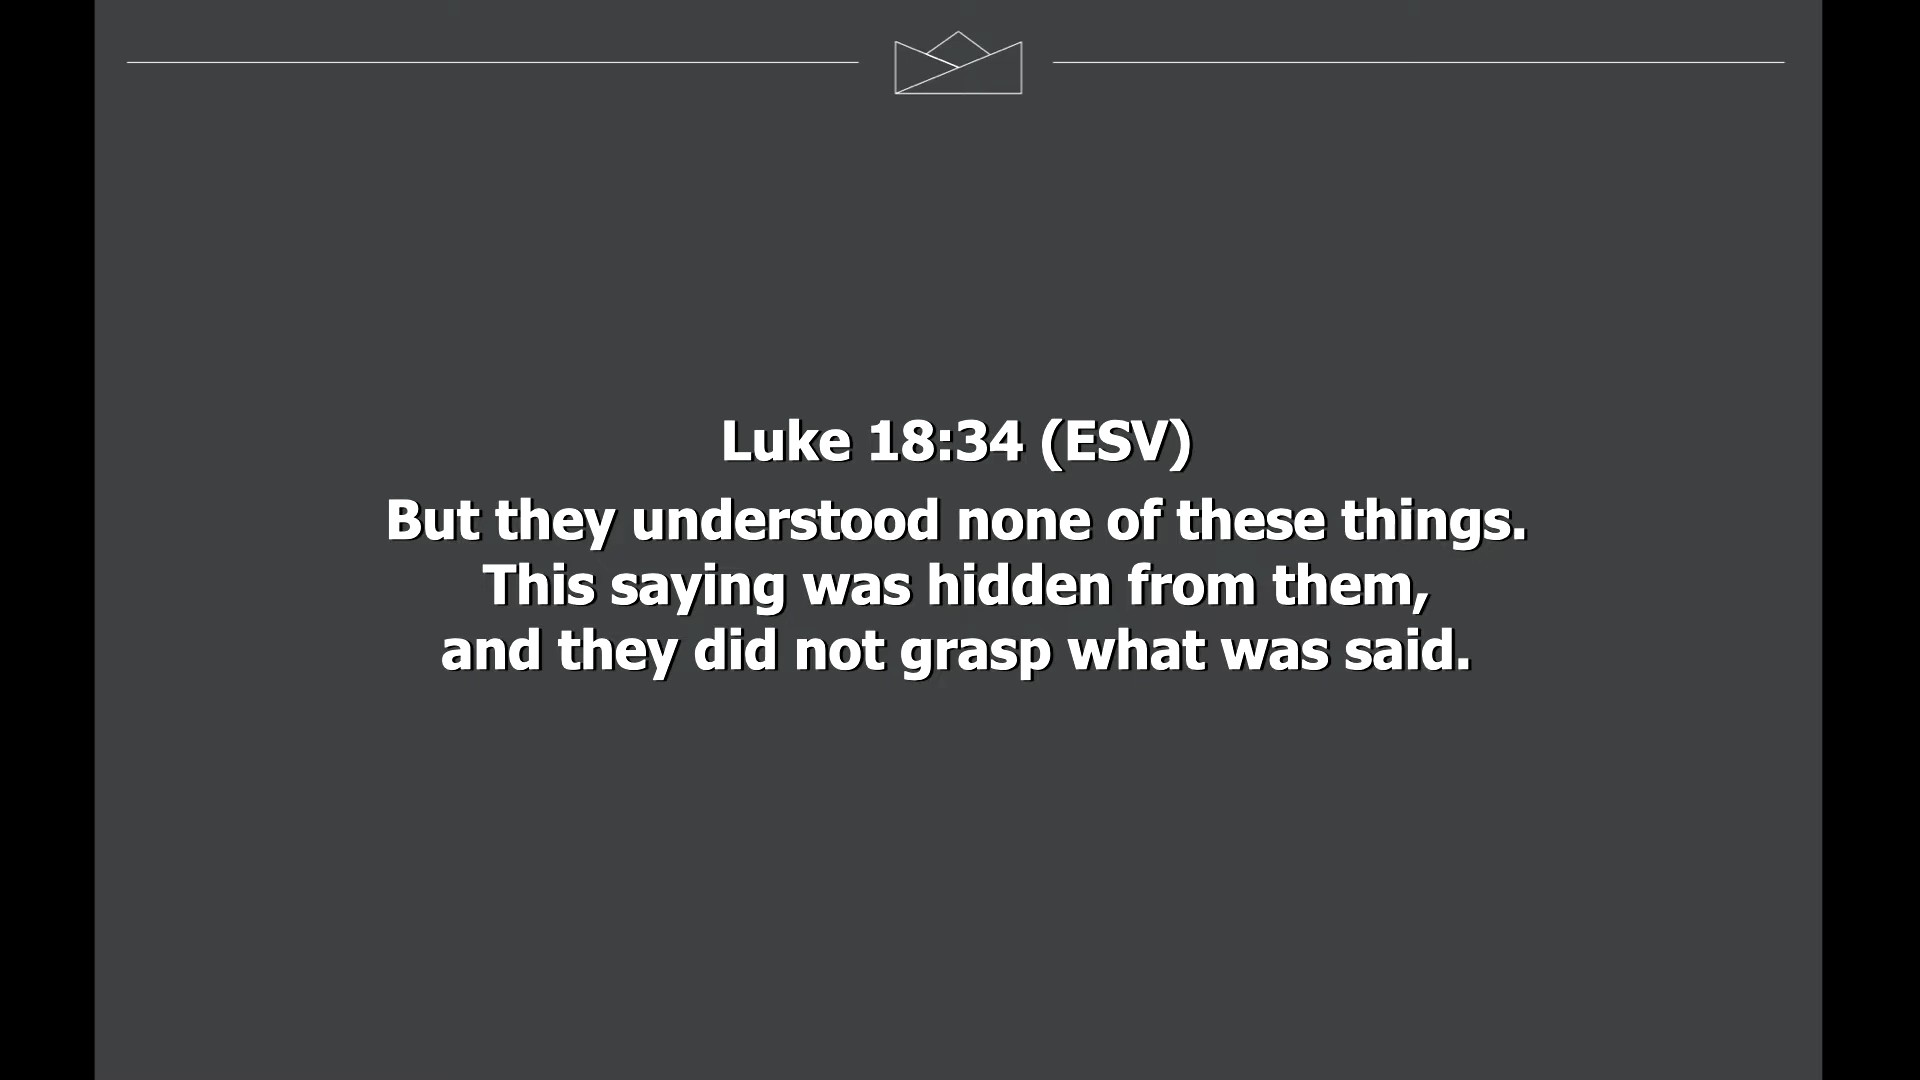 Luke 18:34 (ESV)
But they understood none of these things.
This saying was hidden from them,
and they did not grasp what was said.